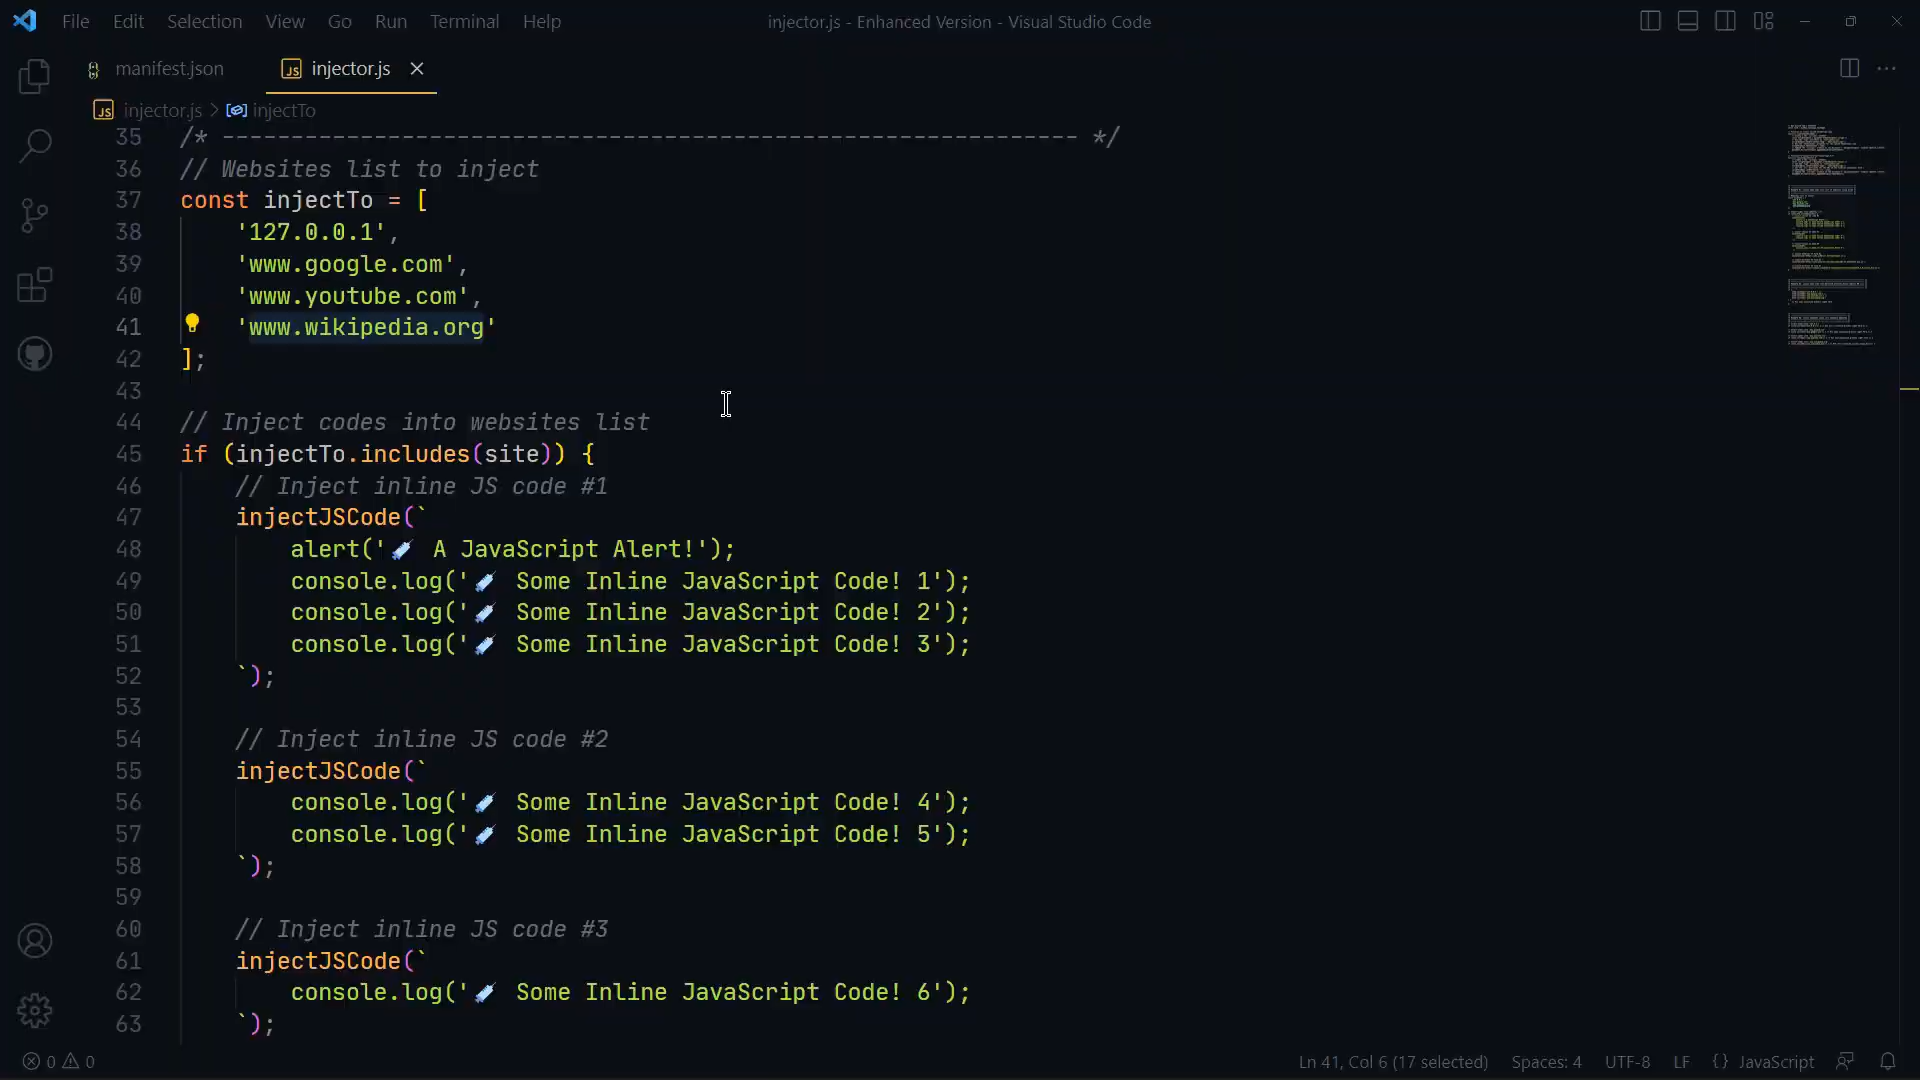 File Edit Selection View Go Run Terminal Help injector.js - Enhanced Version - Visual Studio Code
manifest.json injector.js
injector.js > injectTo
35 /* -------------------------------------------------------------- */
36 // Websites list to inject
37 const injectTo = [
38 '127.0.0.1',
39 'www.google.com',
40 'www.youtube.com',
41 'www.wikipedia.org'
42 ];
43
44 // Inject codes into websites list
45 if (injectTo.includes(site)) {
46 // Inject inline JS code #1
47 injectJSCode(`
48 alert('💉 A JavaScript Alert!');
49 console.log('💉 Some Inline JavaScript Code! 1');
50 console.log('💉 Some Inline JavaScript Code! 2');
51 console.log('💉 Some Inline JavaScript Code! 3');
52 `);
53
54 // Inject inline JS code #2
55 injectJSCode(`
56 console.log('💉 Some Inline JavaScript Code! 4');
57 console.log('💉 Some Inline JavaScript Code! 5');
58 `);
59
60 // Inject inline JS code #3
61 injectJSCode(`
62 console.log('💉 Some Inline JavaScript Code! 6');
63 `);
0 0 Ln 41, Col 6 (17 selected) Spaces: 4 UTF-8 LF {} JavaScript